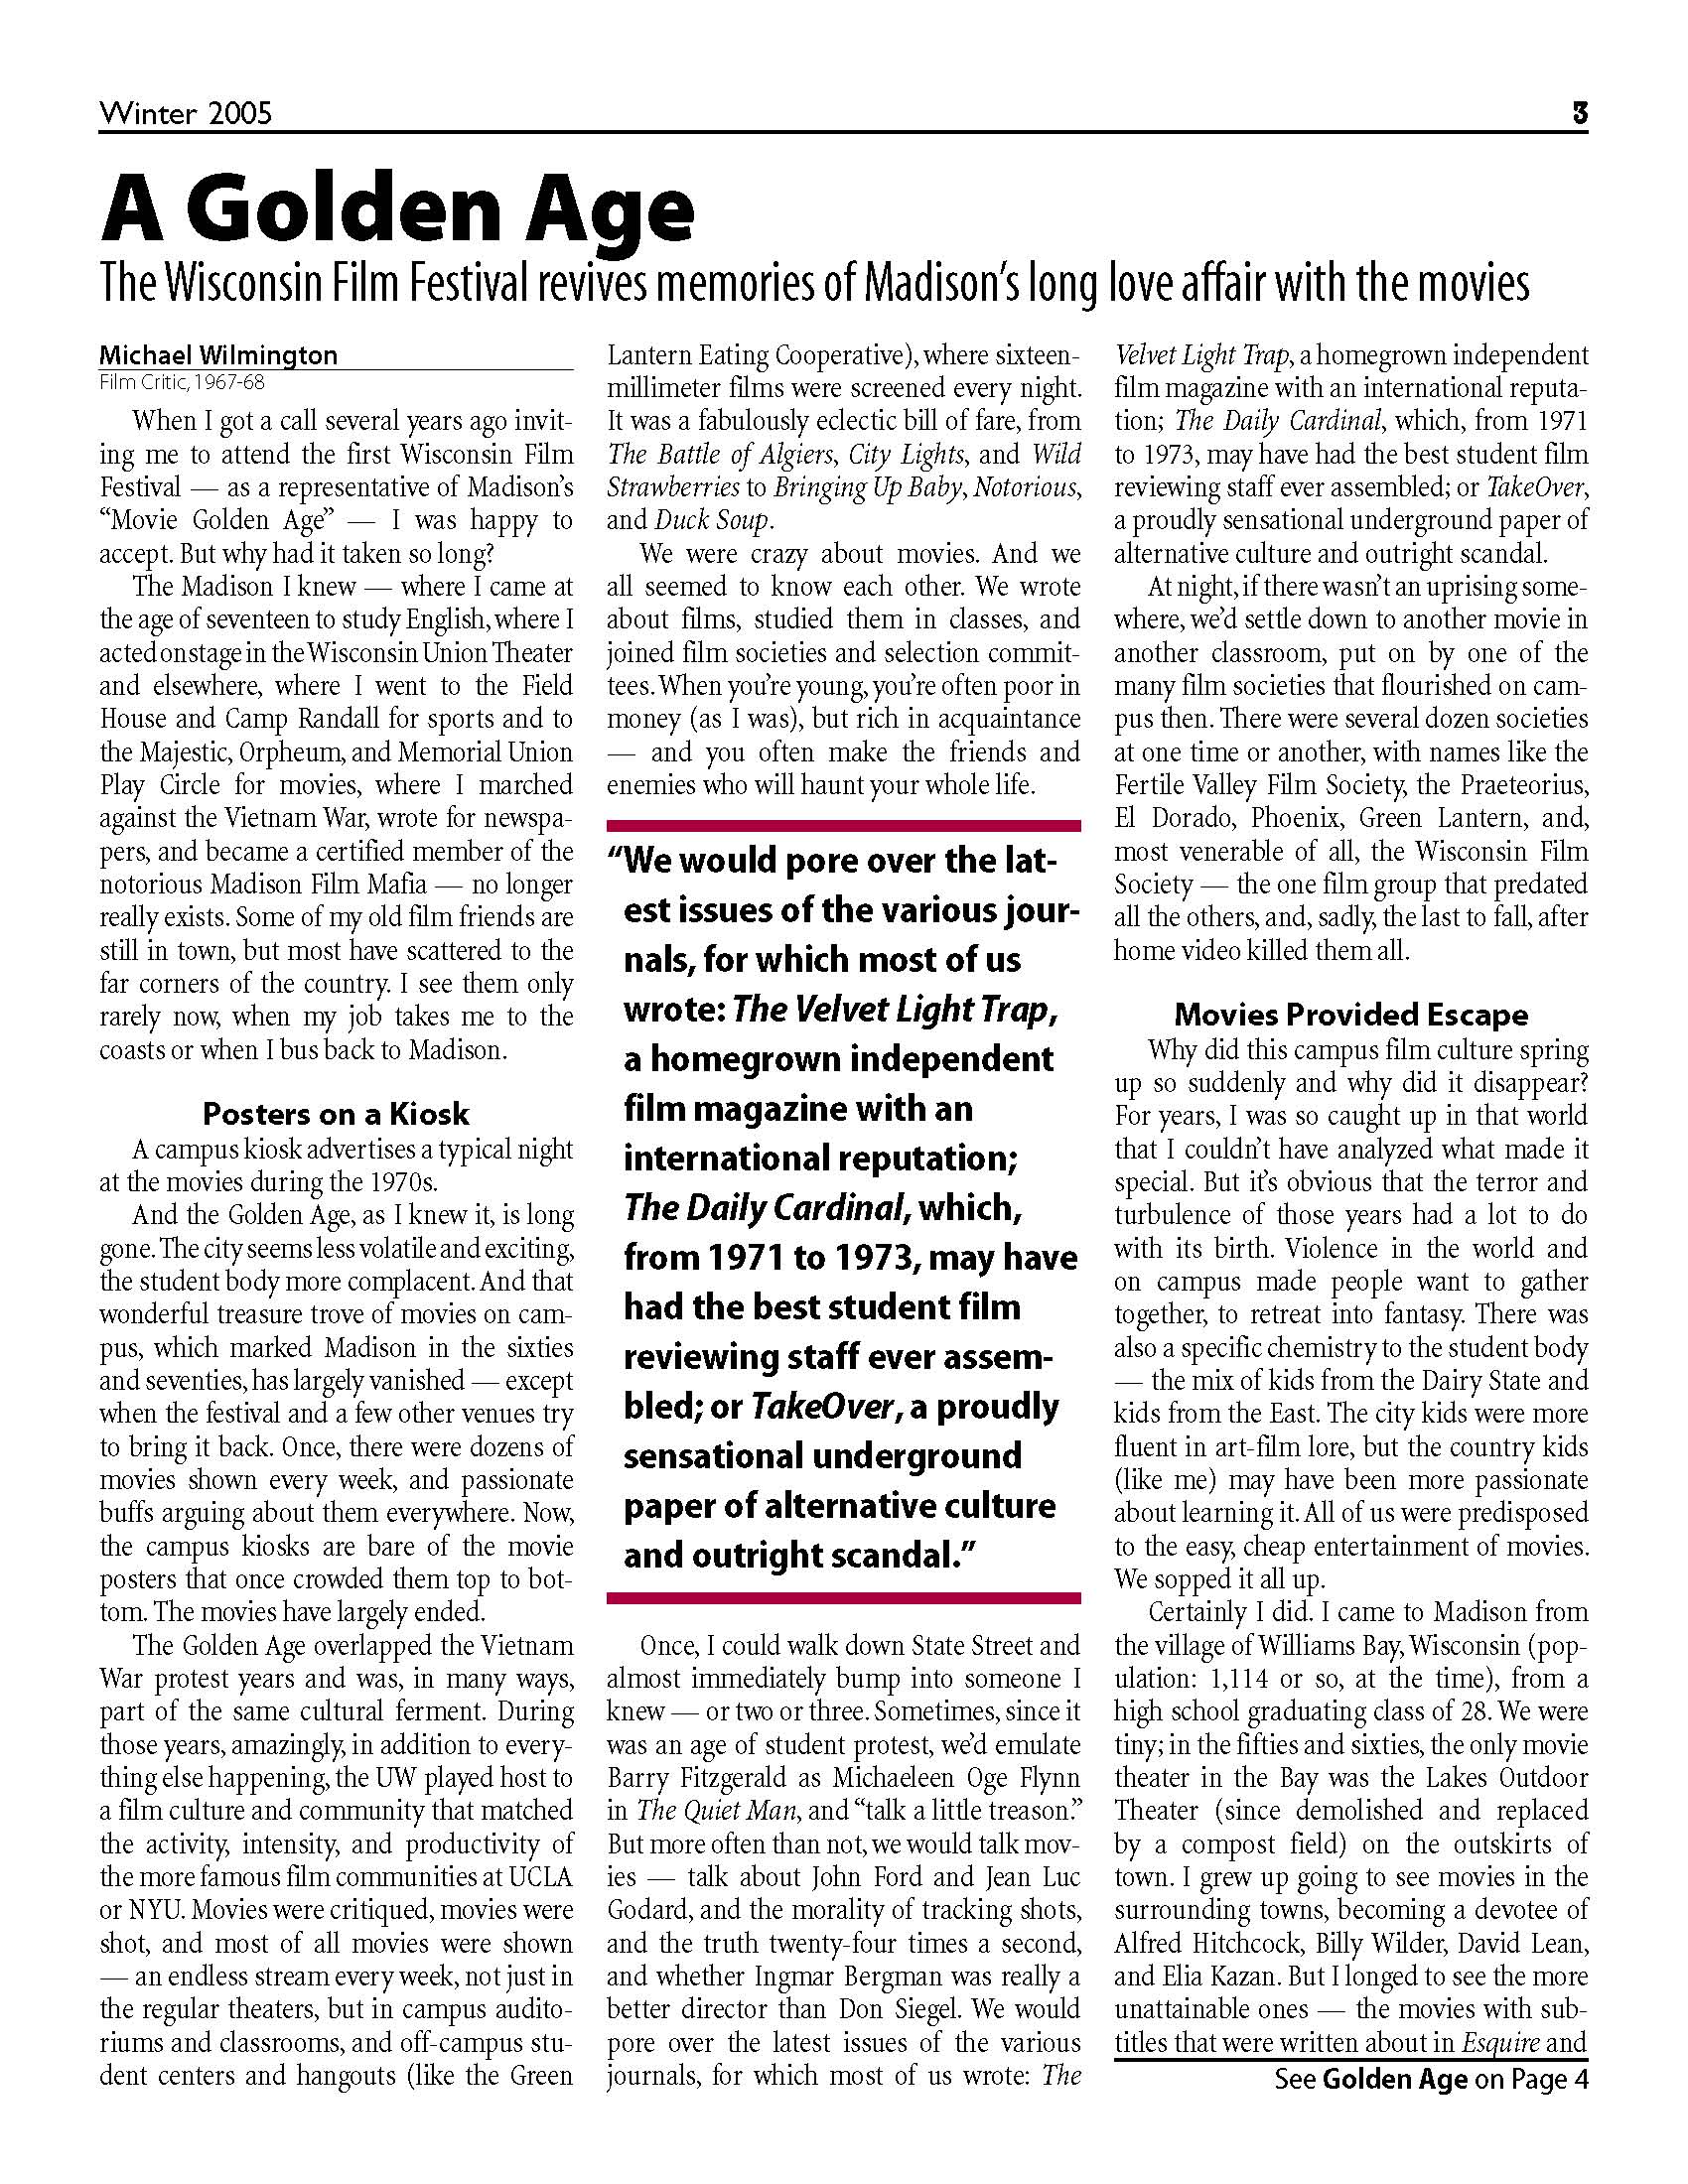 Winter 2005
3
A Golden Age
The Wisconsin Film Festival revives memories of Madison's long love affair with the movies
Michael Wilmington
Film Critic, 1967-68
When I got a call several years ago invit-
ing me to attend the first Wisconsin Film
Festival — as a representative of Madison's
“Movie Golden Age” — I was happy to
accept. But why had it taken so long?
The Madison I knew — where I came at
the age of seventeen to study English, where I
acted onstage in the Wisconsin Union Theater
and elsewhere, where I went to the Field
House and Camp Randall for sports and to
the Majestic, Orpheum, and Memorial Union
Play Circle for movies, where I marched
against the Vietnam War, wrote for newspa-
pers, and became a certified member of the
notorious Madison Film Mafia — no longer
really exists. Some of my old film friends are
still in town, but most have scattered to the
far corners of the country. I see them only
rarely now, when my job takes me to the
coasts or when I bus back to Madison.
Posters on a Kiosk
A campus kiosk advertises a typical night
at the movies during the 1970s.
And the Golden Age, as I knew it, is long
gone. The city seems less volatile and exciting,
the student body more complacent. And that
wonderful treasure trove of movies on cam-
pus, which marked Madison in the sixties
and seventies, has largely vanished — except
when the festival and a few other venues try
to bring it back. Once, there were dozens of
movies shown every week, and passionate
buffs arguing about them everywhere. Now,
the campus kiosks are bare of the movie
posters that once crowded them top to bot-
tom. The movies have largely ended.
The Golden Age overlapped the Vietnam
War protest years and was, in many ways,
part of the same cultural ferment. During
those years, amazingly, in addition to every-
thing else happening, the UW played host to
a film culture and community that matched
the activity, intensity, and productivity of
the more famous film communities at UCLA
or NYU. Movies were critiqued, movies were
shot, and most of all movies were shown
— an endless stream every week, not just in
the regular theaters, but in campus audito-
riums and classrooms, and off-campus stu-
dent centers and hangouts (like the Green
Lantern Eating Cooperative), where sixteen-
millimeter films were screened every night.
It was a fabulously eclectic bill of fare, from
The Battle of Algiers, City Lights, and Wild
Strawberries to Bringing Up Baby, Notorious,
and Duck Soup.
We were crazy about movies. And we
all seemed to know each other. We wrote
about films, studied them in classes, and
joined film societies and selection commit-
tees. When you're young, you're often poor in
money (as I was), but rich in acquaintance
— and you often make the friends and
enemies who will haunt your whole life.
“We would pore over the lat-
est issues of the various jour-
nals, for which most of us
wrote: The Velvet Light Trap,
a homegrown independent
film magazine with an
international reputation;
The Daily Cardinal, which,
from 1971 to 1973, may have
had the best student film
reviewing staff ever assem-
bled; or TakeOver, a proudly
sensational underground
paper of alternative culture
and outright scandal.”
Once, I could walk down State Street and
almost immediately bump into someone I
knew — or two or three. Sometimes, since it
was an age of student protest, we'd emulate
Barry Fitzgerald as Michaeleen Oge Flynn
in The Quiet Man, and “talk a little treason.”
But more often than not, we would talk mov-
ies — talk about John Ford and Jean Luc
Godard, and the morality of tracking shots,
and the truth twenty-four times a second,
and whether Ingmar Bergman was really a
better director than Don Siegel. We would
pore over the latest issues of the various
journals, for which most of us wrote: The
Velvet Light Trap, a homegrown independent
film magazine with an international reputa-
tion; The Daily Cardinal, which, from 1971
to 1973, may have had the best student film
reviewing staff ever assembled; or TakeOver,
a proudly sensational underground paper of
alternative culture and outright scandal.
At night, if there wasn't an uprising some-
where, we'd settle down to another movie in
another classroom, put on by one of the
many film societies that flourished on cam-
pus then. There were several dozen societies
at one time or another, with names like the
Fertile Valley Film Society, the Praeteorius,
El Dorado, Phoenix, Green Lantern, and,
most venerable of all, the Wisconsin Film
Society — the one film group that predated
all the others, and, sadly, the last to fall, after
home video killed them all.
Movies Provided Escape
Why did this campus film culture spring
up so suddenly and why did it disappear?
For years, I was so caught up in that world
that I couldn't have analyzed what made it
special. But it's obvious that the terror and
turbulence of those years had a lot to do
with its birth. Violence in the world and
on campus made people want to gather
together, to retreat into fantasy. There was
also a specific chemistry to the student body
— the mix of kids from the Dairy State and
kids from the East. The city kids were more
fluent in art-film lore, but the country kids
(like me) may have been more passionate
about learning it. All of us were predisposed
to the easy, cheap entertainment of movies.
We sopped it all up.
Certainly I did. I came to Madison from
the village of Williams Bay, Wisconsin (pop-
ulation: 1,114 or so, at the time), from a
high school graduating class of 28. We were
tiny; in the fifties and sixties, the only movie
theater in the Bay was the Lakes Outdoor
Theater (since demolished and replaced
by a compost field) on the outskirts of
town. I grew up going to see movies in the
surrounding towns, becoming a devotee of
Alfred Hitchcock, Billy Wilder, David Lean,
and Elia Kazan. But I longed to see the more
unattainable ones — the movies with sub-
titles that were written about in Esquire and
See Golden Age on Page 4